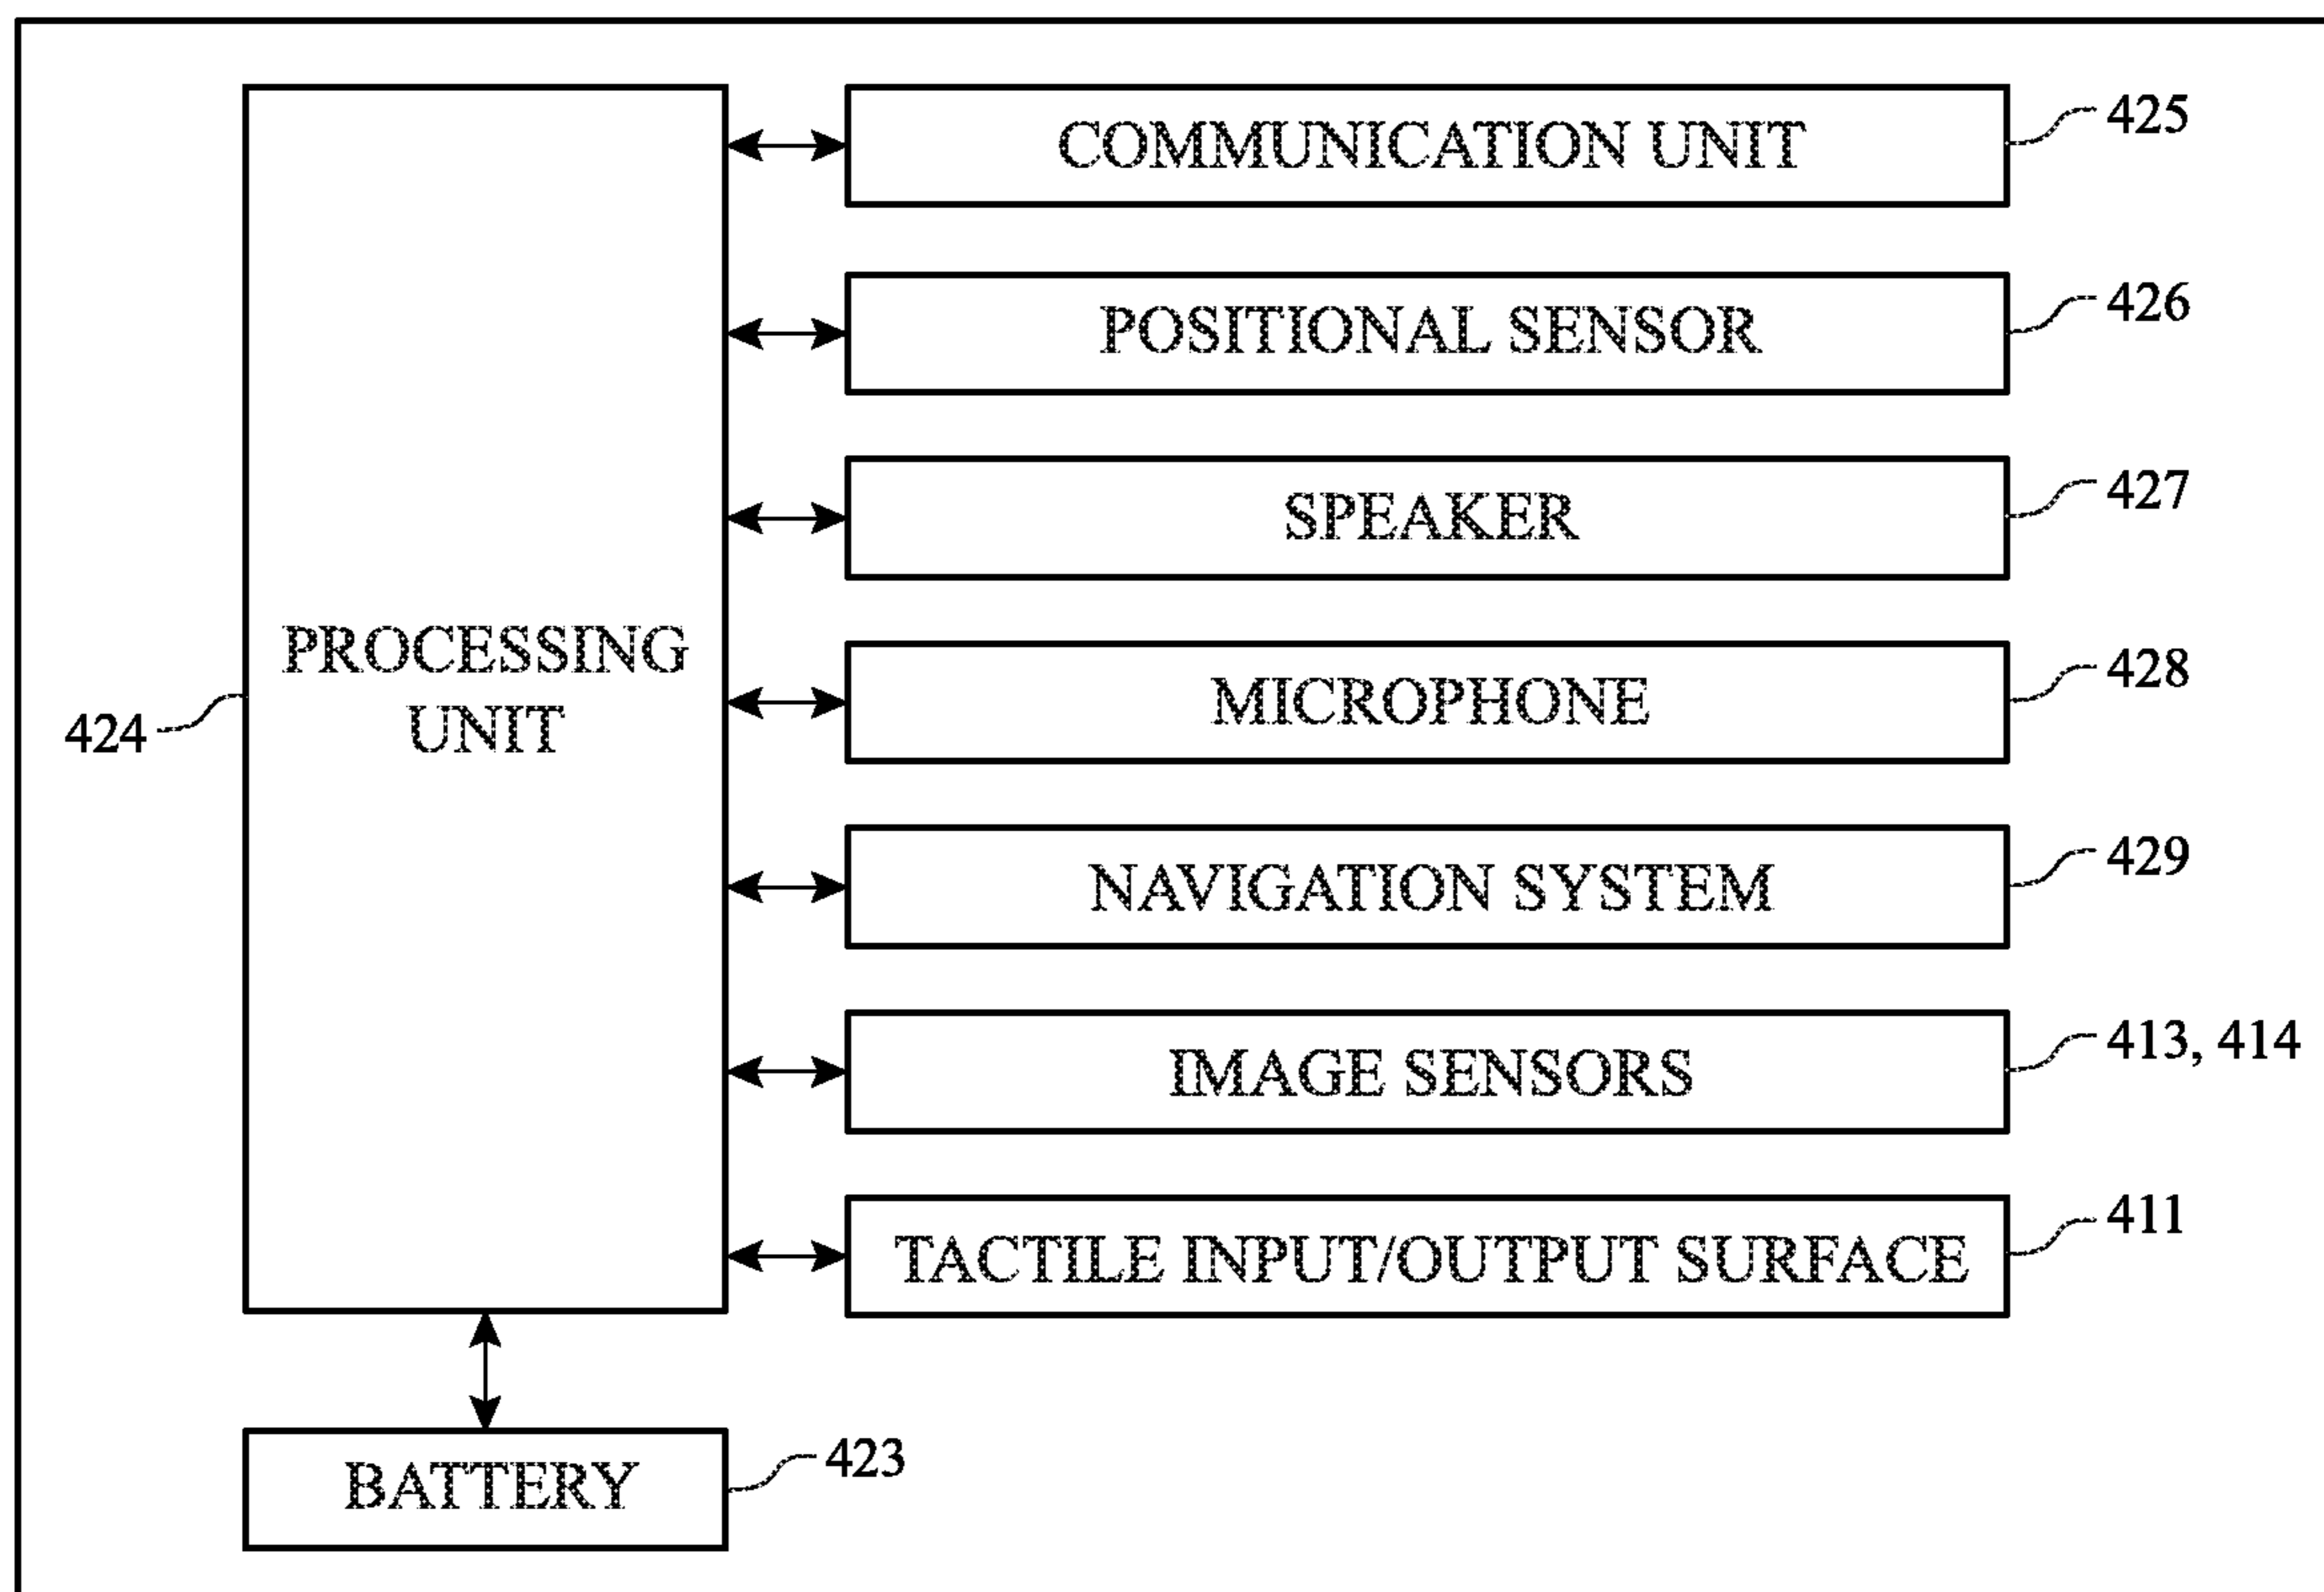 COMMUNICATION UNIT
425
POSITIONAL SENSOR
426
SPEAKER
427
PROCESSING
UNIT
424
MICROPHONE
428
NAVIGATION SYSTEM
429
IMAGE SENSORS
413, 414
TACTILE INPUT/OUTPUT SURFACE
411
BATTERY
423